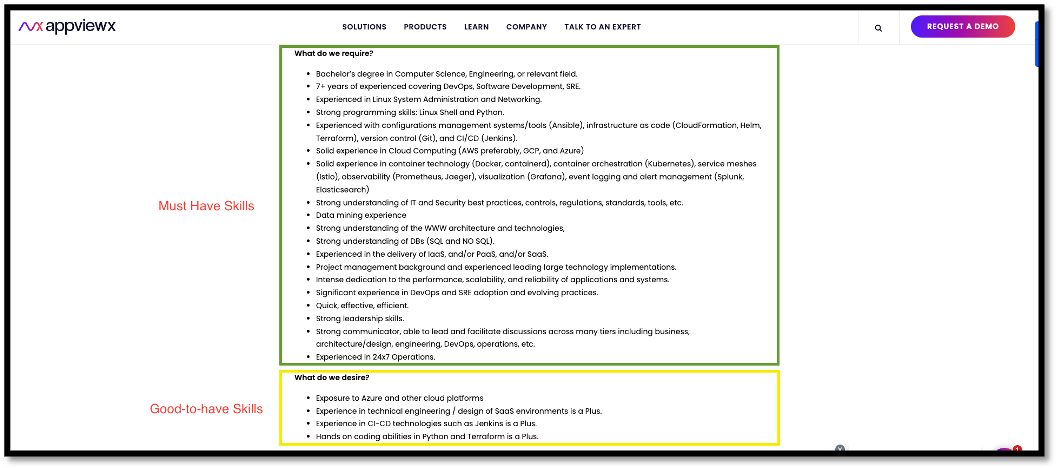 appviewx
SOLUTIONS PRODUCTS LEARN COMPANY TALK TO AN EXPERT
REQUEST A DEMO
What do we require?
• Bachelor's degree in Computer Science, Engineering, or relevant field.
• 7+ years of experienced covering DevOps, Software Development, SRE.
• Experienced in Linux System Administration and Networking.
• Strong programming skills: Linux Shell and Python.
• Experienced with configurations management systems/tools (Ansible), infrastructure as code (CloudFormation, Helm,
Terraform), version control (Git), and CI/CD (Jenkins).
• Solid experience in Cloud Computing (AWS preferably, GCP, and Azure)
• Solid experience in container technology (Docker, containerd), container orchestration (Kubernetes), service meshes
(Istio), observability (Prometheus, Jaeger), visualization (Grafana), event logging and alert management (Splunk,
Elasticsearch)
Must Have Skills
• Strong understanding of IT and Security best practices, controls, regulations, standards, tools, etc.
• Data mining experience
• Strong understanding of the WWW architecture and technologies,
• Strong understanding of DBs (SQL and NO SQL).
• Experienced in the delivery of IaaS, and/or PaaS, and/or SaaS.
• Project management background and experienced leading large technology implementations.
• Intense dedication to the performance, scalability, and reliability of applications and systems.
• Significant experience in DevOps and SRE adoption and evolving practices.
• Quick, effective, efficient.
• Strong leadership skills.
• Strong communicator, able to lead and facilitate discussions across many tiers including business,
architecture/design, engineering, DevOps, operations, etc.
• Experienced in 24x7 Operations.
What do we desire?
• Exposure to Azure and other cloud platforms
Good-to-have Skills
• Experience in technical engineering / design of SaaS environments is a Plus.
• Experience in CI-CD technologies such as Jenkins is a Plus.
• Hands on coding abilities in Python and Terraform is a Plus.